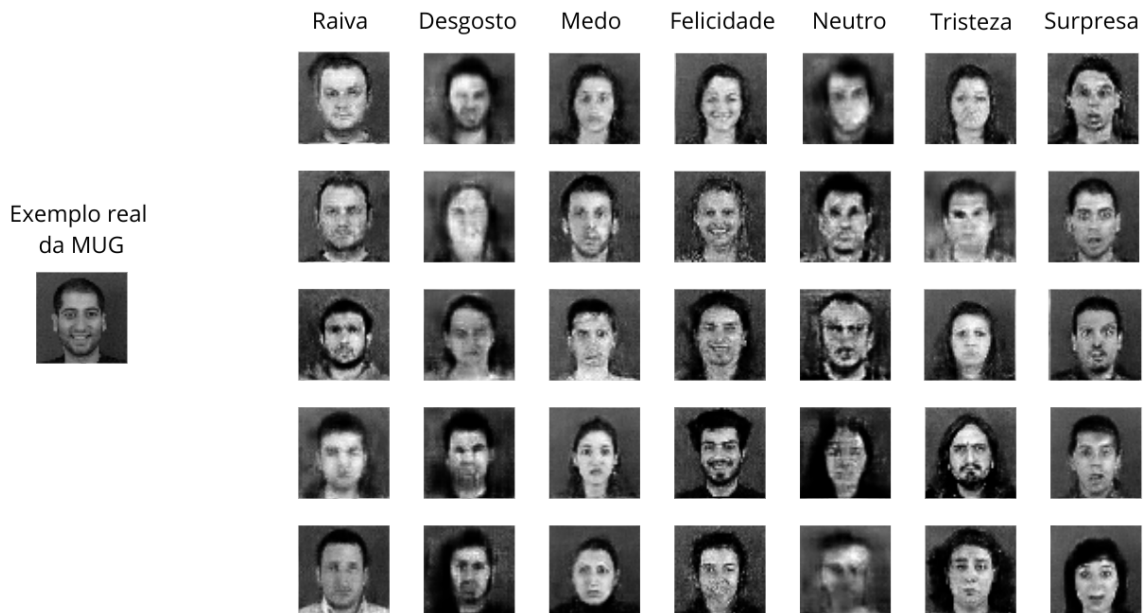 Raiva Desgosto Medo Felicidade Neutro Tristeza Surpresa
Exemplo real
da MUG